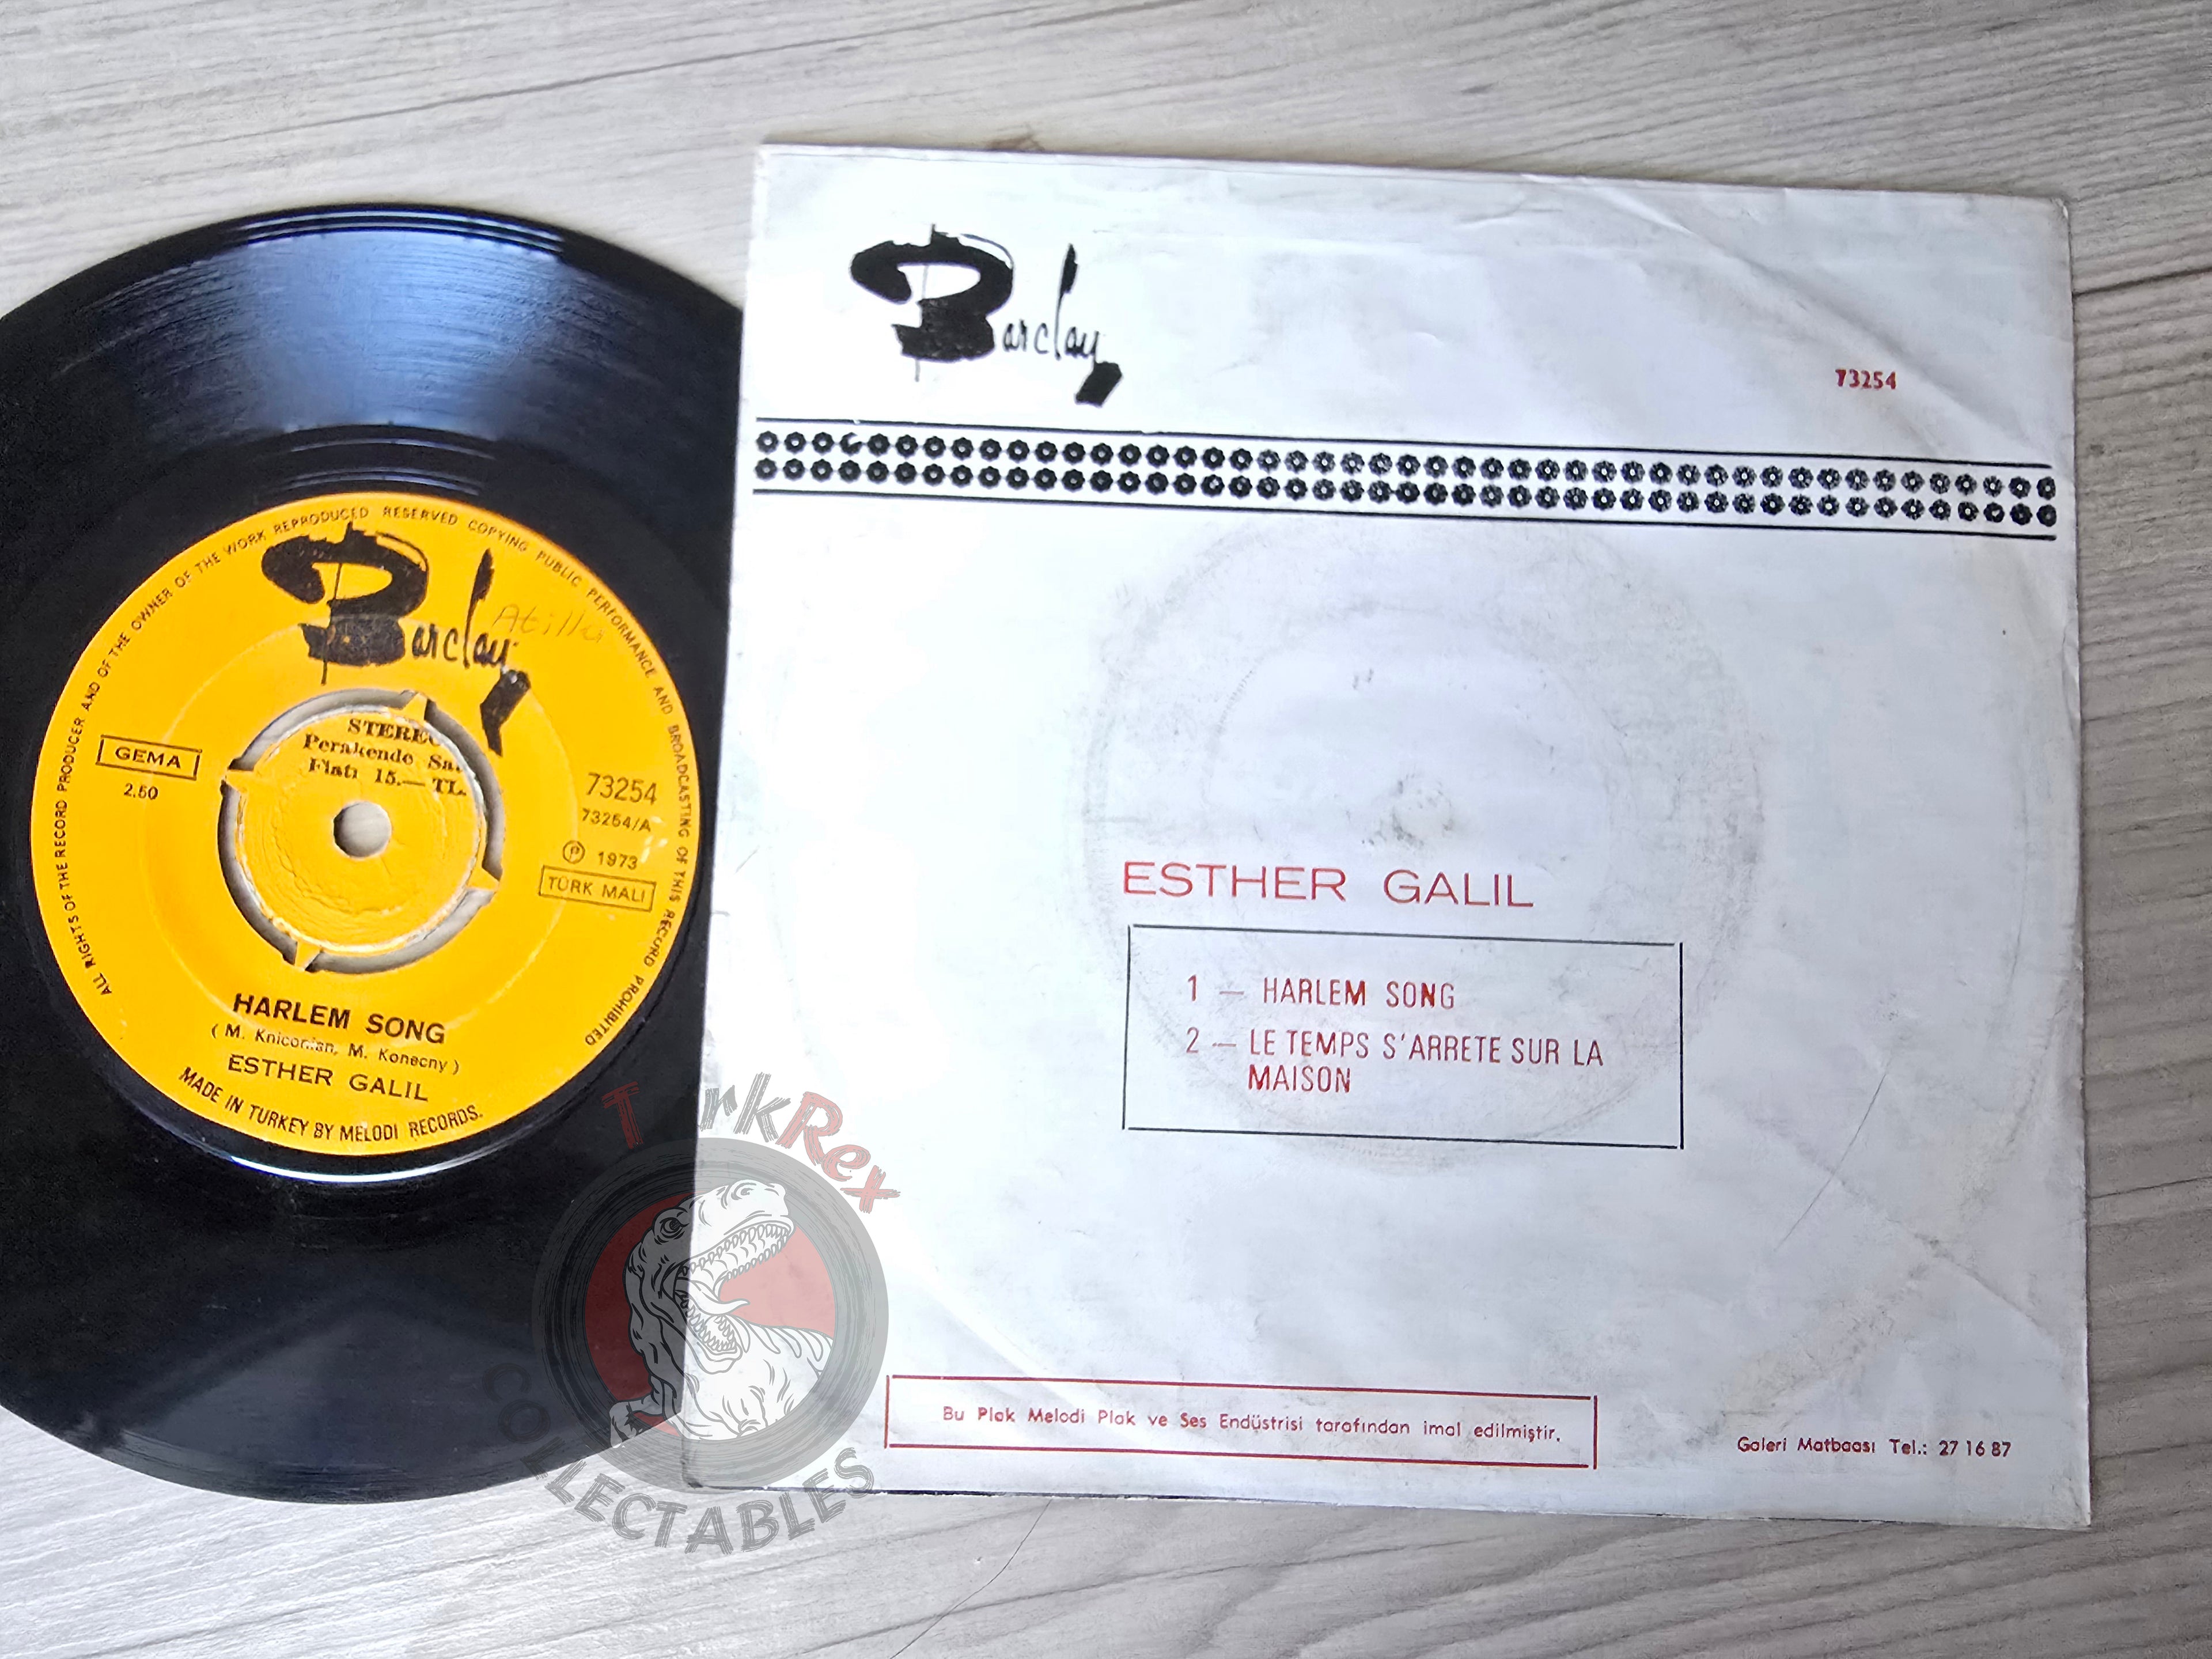 ALL RIGHTS OF THE RECORD PRODUCER AND OF THE OWNER OF THE WORK REPRODUCED RESERVED COPYING PUBLIC PERFORMANCE AND BROADCASTING OF THIS RECORD PROHIBITED
Barclay
Atilla
STEREO
Perakende Sa
Fiatı 15.— TL.
GEMA
2.50
73254
73254/A
Ⓟ 1973
TÜRK MALI
HARLEM SONG
M. Konecny )
ESTHER GALIL
MADE IN TURKEY BY MELODI RECORDS.
Barclay
73254
ESTHER GALIL
1 — HARLEM SONG
2 — LE TEMPS S'ARRETE SUR LA
MAISON
Bu Plak Melodi Plak ve Ses Endüstrisi tarafından imal edilmiştir.
Galeri Matbaası Tel.: 27 16 87
TurkRex
COLLECTABLES